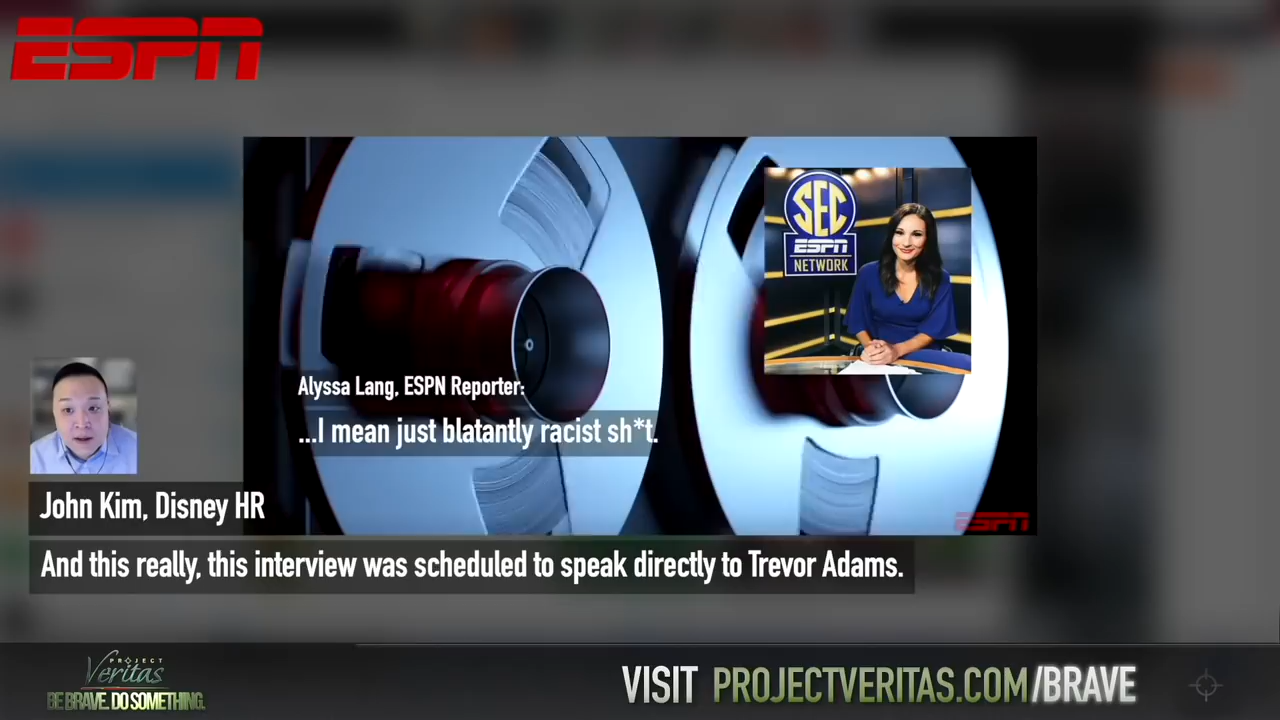 ESPN
SEC
ESPN
NETWORK
Alyssa Lang, ESPN Reporter:
...I mean just blatantly racist sh*t.
ESPN
John Kim, Disney HR
And this really, this interview was scheduled to speak directly to Trevor Adams.
PROJECT
Veritas
BE BRAVE. DO SOMETHING.
VISIT PROJECTVERITAS.COM/BRAVE